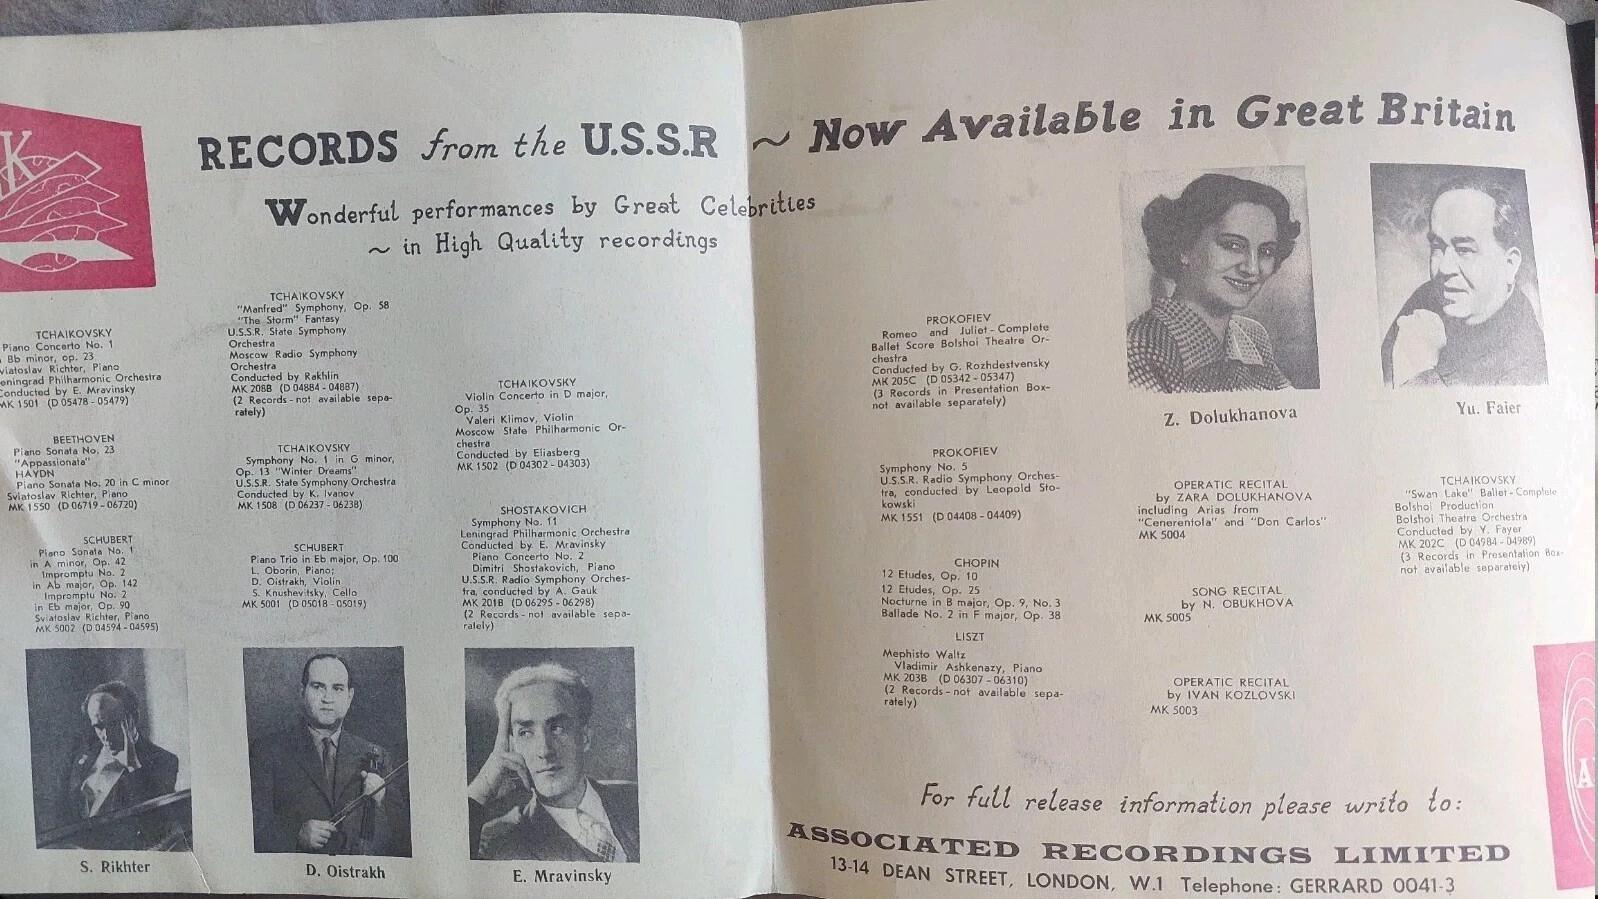 K
RECORDS from the U.S.S.R ~ Now Available in Great Britain
Wonderful performances by Great Celebrities
~ in High Quality recordings
TCHAIKOVSKY
Piano Concerto No. 1
Bb minor, op. 23
Sviatoslav Richter, Piano
Leningrad Philharmonic Orchestra
Conducted by E. Mravinsky
MK 1501 (D 05478 - 05479)
BEETHOVEN
Piano Sonata No. 23
"Appassionata"
HAYDN
Piano Sonata No. 20 in C minor
Sviatoslav Richter, Piano
MK 1550 (D 06719 - 06720)
SCHUBERT
Piano Sonata No. 1
in A minor, Op. 42
Impromptu No. 2
in Ab major, Op. 142
Impromptu No. 2
in Eb major, Op. 90
Sviatoslav Richter, Piano
MK 5002 (D 04594 - 04595)
TCHAIKOVSKY
"Manfred" Symphony, Op. 58
"The Storm" Fantasy
U.S.S.R. State Symphony
Orchestra
Moscow Radio Symphony
Orchestra
Conducted by Rakhlin
MK 208B (D 04884 - 04887)
(2 Records - not available sepa-
rately)
TCHAIKOVSKY
Symphony No. 1 in G minor,
Op. 13 "Winter Dreams"
U.S.S.R. State Symphony Orchestra
Conducted by K. Ivanov
MK 1508 (D 06237 - 06238)
SCHUBERT
Piano Trio in Eb major, Op. 100
L. Oborin, Piano;
D. Oistrakh, Violin
S. Knushevitsky, Cello
MK 5001 (D 05018 - 05019)
TCHAIKOVSKY
Violin Concerto in D major,
Op. 35
Valeri Klimov, Violin
Moscow State Philharmonic Or-
chestra
Conducted by Eliasberg
MK 1502 (D 04302 - 04303)
SHOSTAKOVICH
Symphony No. 11
Leningrad Philharmonic Orchestra
Conducted by E. Mravinsky
Piano Concerto No. 2
Dimitri Shostakovich, Piano
U.S.S.R. Radio Symphony Orches-
tra, conducted by A. Gauk
MK 201B (D 06295 - 06298)
(2 Records - not available sepa-
rately)
S. Rikhter
D. Oistrakh
E. Mravinsky
PROKOFIEV
Romeo and Juliet - Complete
Ballet Score Bolshoi Theatre Or-
chestra
Conducted by G. Rozhdestvensky
MK 205C (D 05342 - 05347)
(3 Records in Presentation Box-
not available separately)
PROKOFIEV
Symphony No. 5
U.S.S.R. Radio Symphony Orches-
tra, conducted by Leopold Sto-
kowski
MK 1551 (D 04408 - 04409)
CHOPIN
12 Etudes, Op. 10
12 Etudes, Op. 25
Nocturne in B major, Op. 9, No. 3
Ballade No. 2 in F major, Op. 38
LISZT
Mephisto Waltz
Vladimir Ashkenazy, Piano
MK 203B (D 06307 - 06310)
(2 Records - not available sepa-
rately)
Z. Dolukhanova
OPERATIC RECITAL
by ZARA DOLUKHANOVA
including Arias from
"Cenerentola" and "Don Carlos"
MK 5004
SONG RECITAL
by N. OBUKHOVA
MK 5005
OPERATIC RECITAL
by IVAN KOZLOVSKI
MK 5003
Yu. Faier
TCHAIKOVSKY
"Swan Lake" Ballet - Complete
Bolshoi Production
Bolshoi Theatre Orchestra
Conducted by Y. Fayer
MK 202C (D 04984 - 04989)
(3 Records in Presentation Box-
not available separately)
For full release information please writo to:
ASSOCIATED RECORDINGS LIMITED
13-14 DEAN STREET, LONDON, W.1 Telephone: GERRARD 0041-3
A